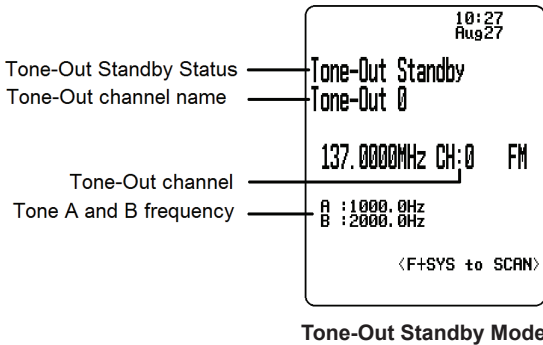 10:27
Aug27
Tone-Out Standby Status
Tone-Out Standby
Tone-Out channel name
Tone-Out 0
137.0000MHz CH:0 FM
Tone-Out channel
Tone A and B frequency
A :1000.0Hz
B :2000.0Hz
<F+SYS to SCAN>
Tone-Out Standby Mode